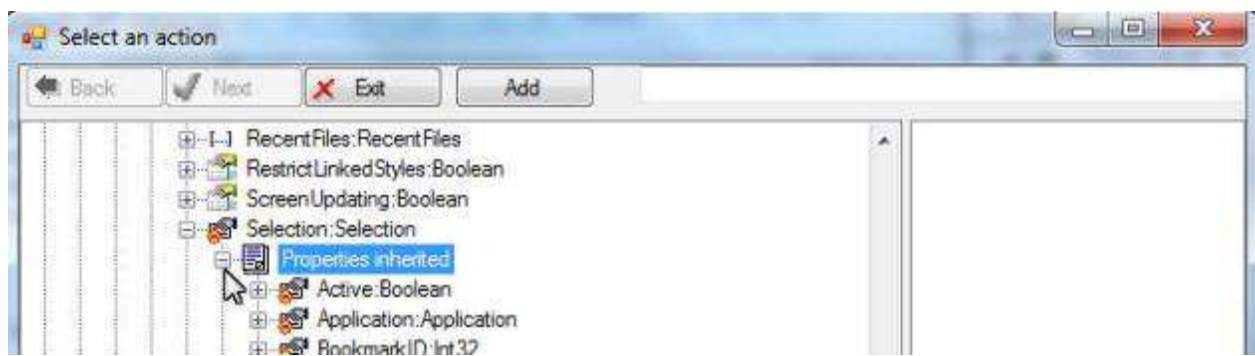 Select an action
Back Next Exit Add
RecentFiles:RecentFiles
RestrictLinkedStyles:Boolean
ScreenUpdating:Boolean
Selection:Selection
Properties inherited
Active:Boolean
Application:Application
BookmarkID:Int32